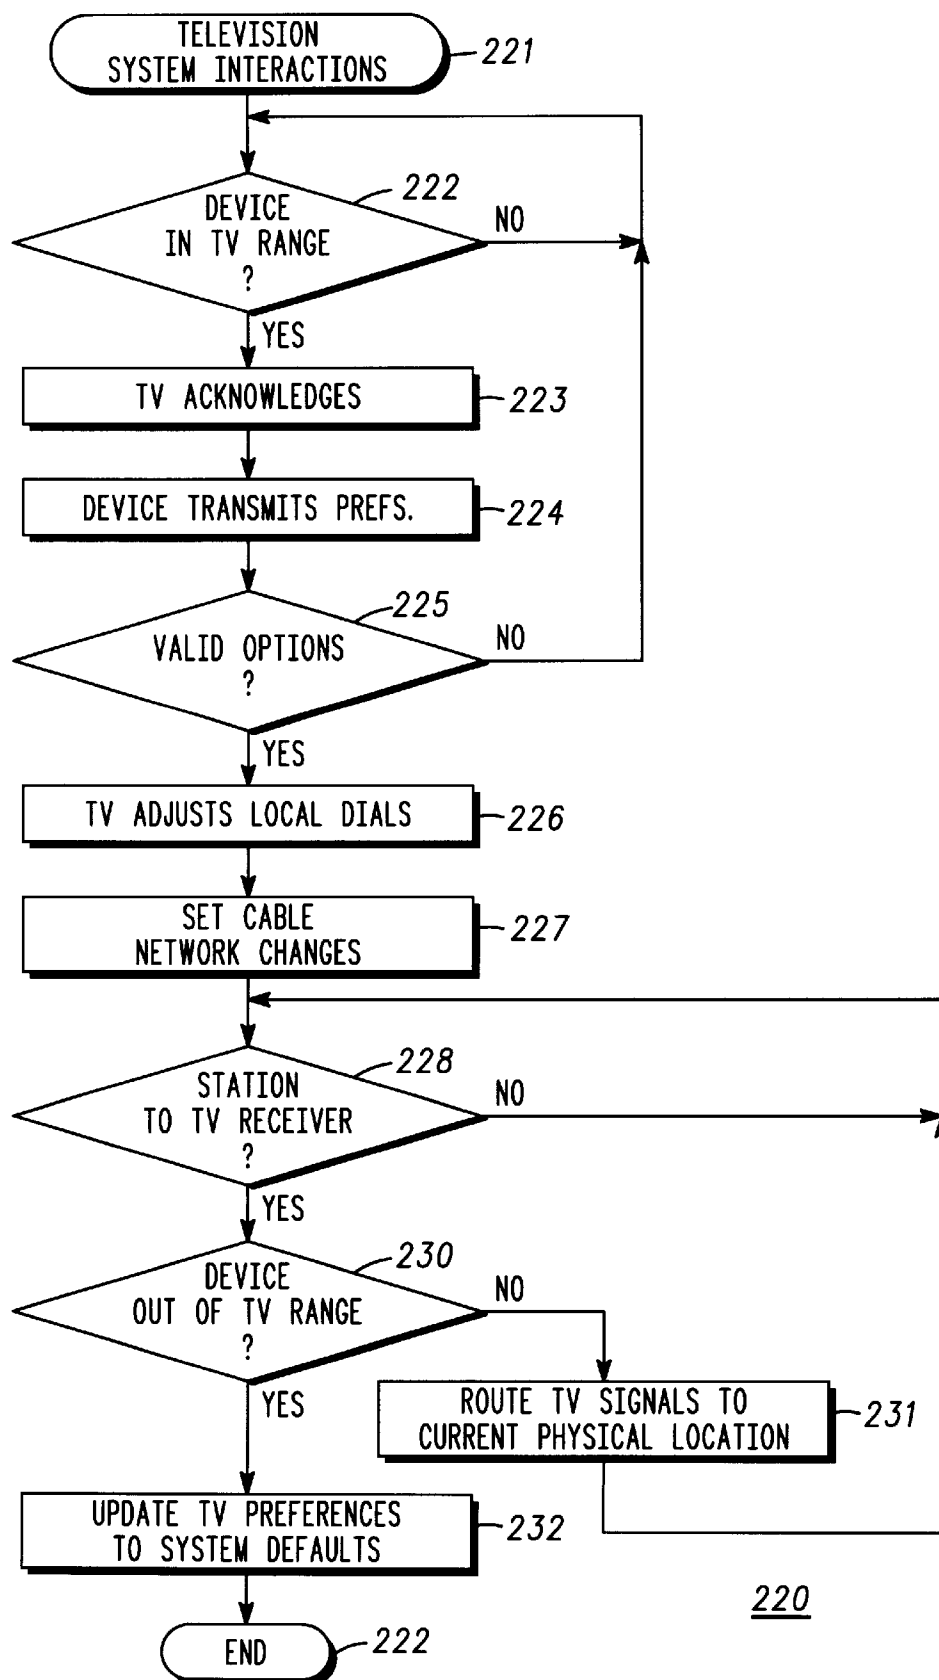 TELEVISION
SYSTEM INTERACTIONS
221
DEVICE
IN TV RANGE
?
222
NO
YES
TV ACKNOWLEDGES
223
DEVICE TRANSMITS PREFS.
224
VALID OPTIONS
?
225
NO
YES
TV ADJUSTS LOCAL DIALS
226
SET CABLE
NETWORK CHANGES
227
STATION
TO TV RECEIVER
?
228
NO
YES
DEVICE
OUT OF TV RANGE
?
230
NO
YES
ROUTE TV SIGNALS TO
CURRENT PHYSICAL LOCATION
231
UPDATE TV PREFERENCES
TO SYSTEM DEFAULTS
232
END
222
220